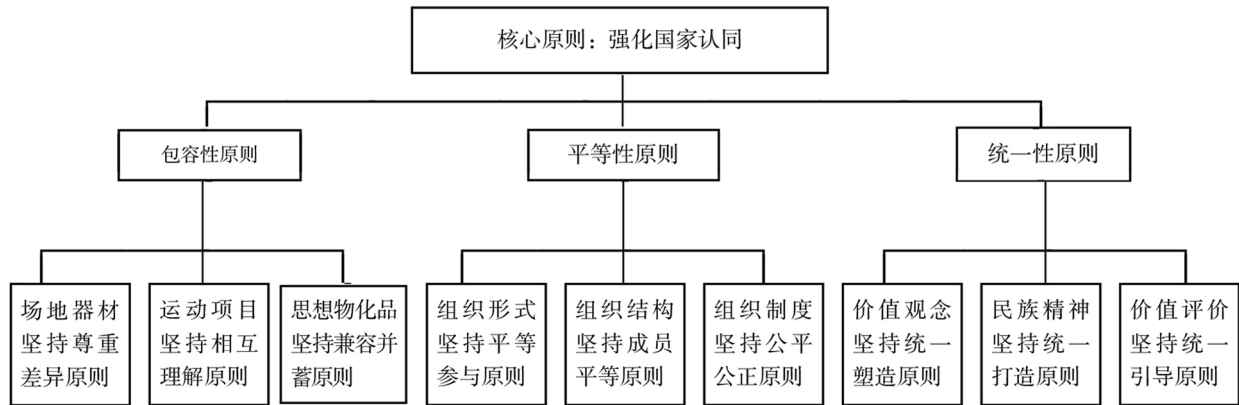 核心原则：强化国家认同
包容性原则
平等性原则
统一性原则
场地器材
坚持尊重
差异原则
运动项目
坚持相互
理解原则
思想物化品
坚持兼容并
蓄原则
组织形式
坚持平等
参与原则
组织结构
坚持成员
平等原则
组织制度
坚持公平
公正原则
价值观念
坚持统一
塑造原则
民族精神
坚持统一
打造原则
价值评价
坚持统一
引导原则